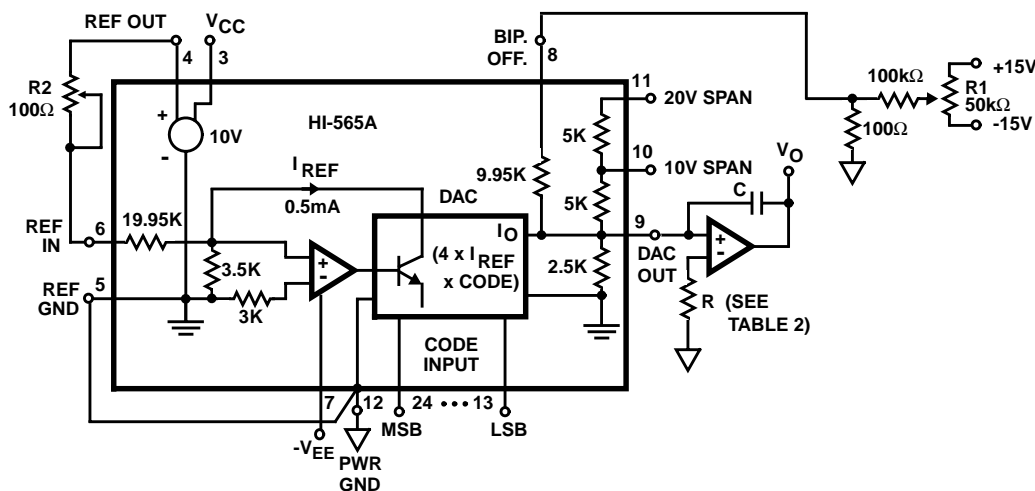 REF OUT
4
VCC
3
R2
100Ω
+
-
10V
HI-565A
BIP.
OFF.
8
11
20V SPAN
5K
10
10V SPAN
5K
9.95K
100kΩ
100Ω
R1
50kΩ
+15V
-15V
VO
C
IREF
0.5mA
DAC
REF
IN
6
19.95K
3.5K
3K
+
-
IO
(4 x IREF
x CODE)
2.5K
9
DAC
OUT
+
-
R (SEE
TABLE 2)
REF
GND
5
CODE
INPUT
7
12
24
13
-VEE
PWR
GND
MSB
LSB